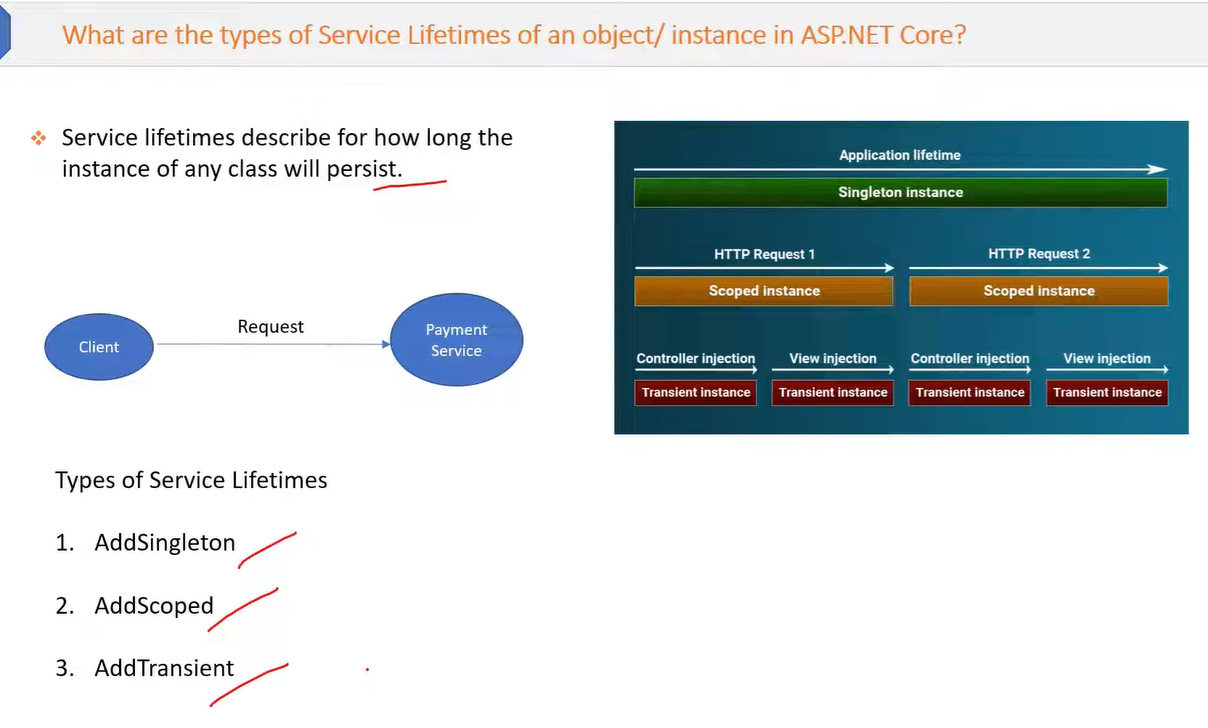 What are the types of Service Lifetimes of an object/ instance in ASP.NET Core?
Service lifetimes describe for how long the
instance of any class will persist.
Client
Request
Payment
Service
Types of Service Lifetimes
1. AddSingleton
2. AddScoped
3. AddTransient
Application lifetime
Singleton instance
HTTP Request 1
HTTP Request 2
Scoped instance
Scoped instance
Controller injection
View injection
Controller injection
View injection
Transient instance
Transient instance
Transient instance
Transient instance